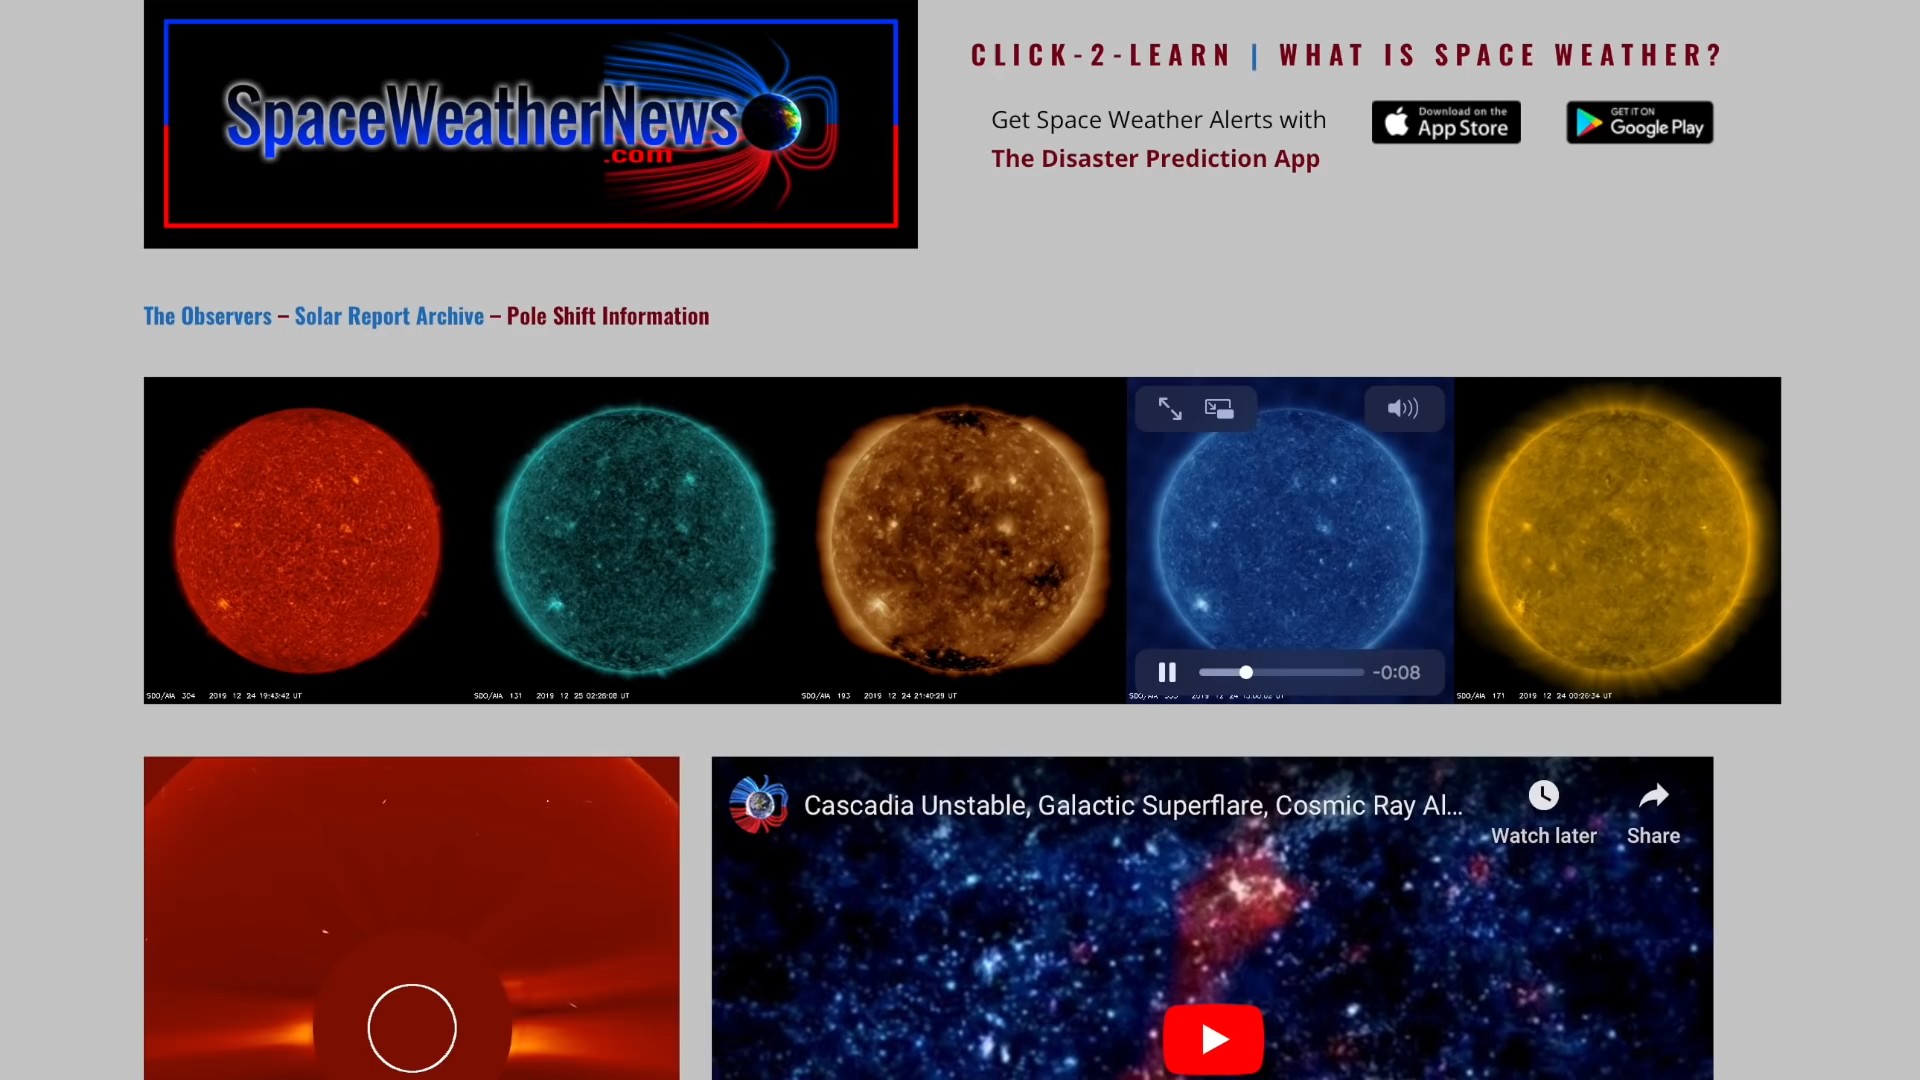 SpaceWeatherNews
.com
CLICK-2-LEARN | WHAT IS SPACE WEATHER?
Get Space Weather Alerts with
The Disaster Prediction App
Download on the
App Store
GET IT ON
Google Play
The Observers – Solar Report Archive – Pole Shift Information
-0:08
SDO/AIA 304 2019 12 24 19:43:42 UT
SDO/AIA 131 2019 12 25 02:28:08 UT
SDO/AIA 193 2019 12 24 21:40:29 UT
SDO/AIA 171 2019 12 24 00:26:34 UT
Cascadia Unstable, Galactic Superflare, Cosmic Ray Al...
Watch later
Share